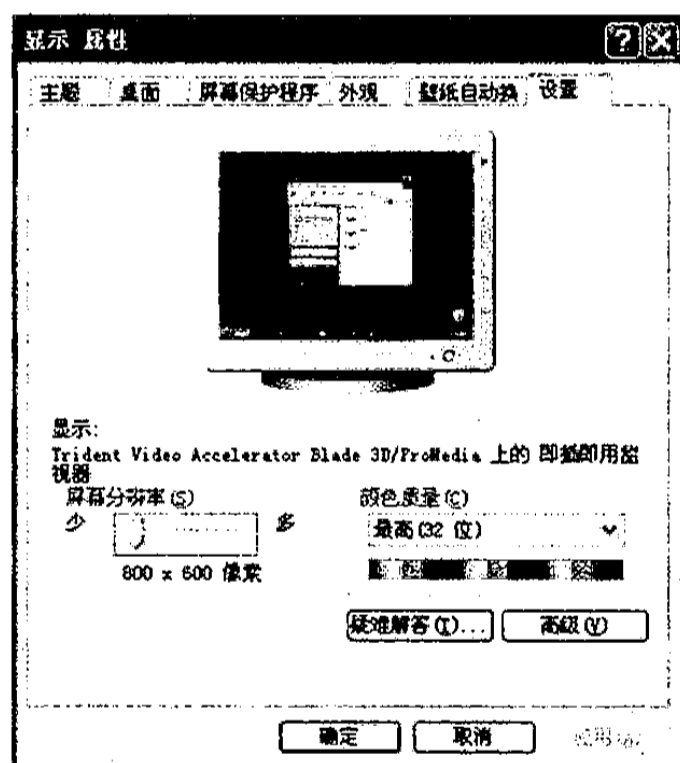 显示 属性
主题 桌面 屏幕保护程序 外观 壁纸自动换 设置
显示:
Trident Video Accelerator Blade 3D/ProMedia 上的 即插即用监
视器
屏幕分辨率(S)
少 多
800 x 600 像素
颜色质量(C)
最高(32 位)
疑难解答(T)... 高级(V)
确定 取消 应用(A)